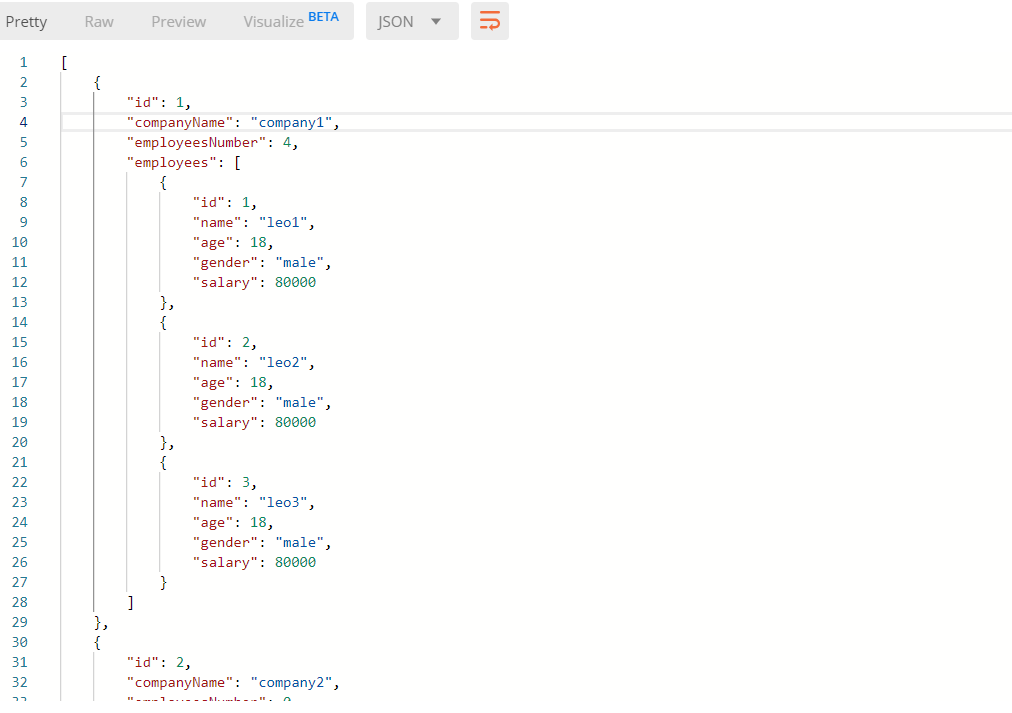 Pretty Raw Preview Visualize BETA JSON
1 [
2 {
3 "id": 1,
4 "companyName": "company1",
5 "employeesNumber": 4,
6 "employees": [
7 {
8 "id": 1,
9 "name": "leo1",
10 "age": 18,
11 "gender": "male",
12 "salary": 80000
13 },
14 {
15 "id": 2,
16 "name": "leo2",
17 "age": 18,
18 "gender": "male",
19 "salary": 80000
20 },
21 {
22 "id": 3,
23 "name": "leo3",
24 "age": 18,
25 "gender": "male",
26 "salary": 80000
27 }
28 ]
29 },
30 {
31 "id": 2,
32 "companyName": "company2",
33 "employeesNumber":